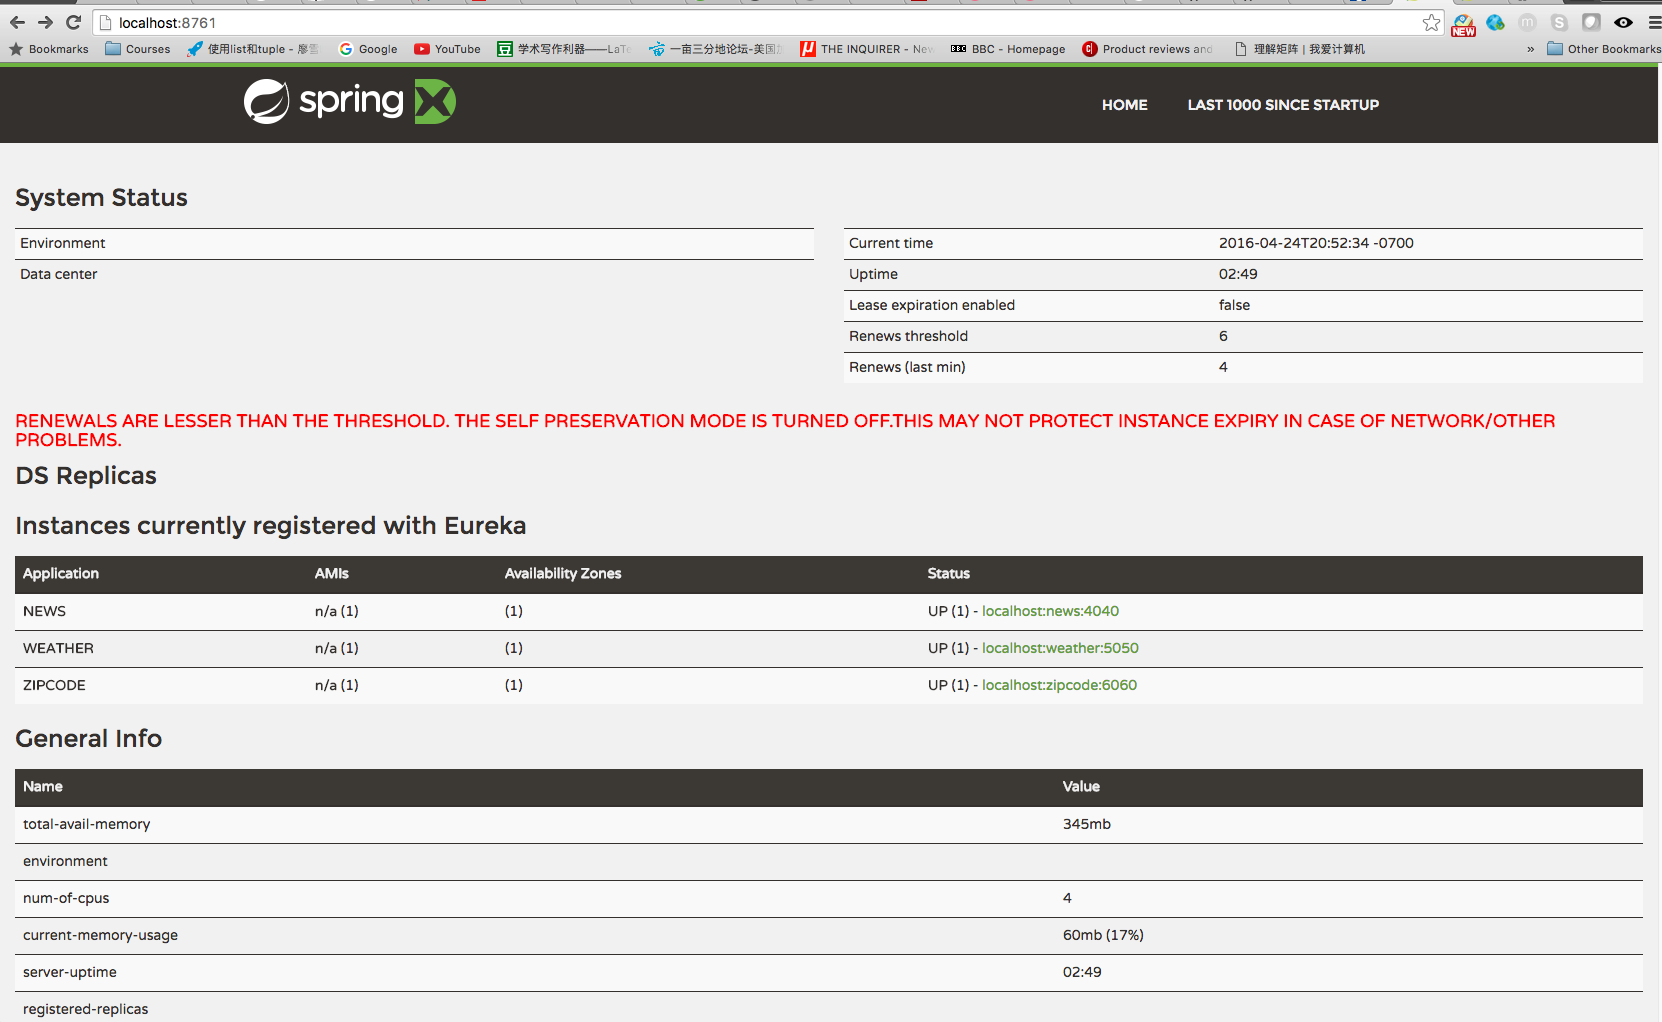 localhost:8761
Bookmarks Courses 使用list和tuple - 廖雪 Google YouTube 学术写作利器——LaTe 一亩三分地论坛-美国加 THE INQUIRER - New BBC - Homepage Product reviews and 理解矩阵 | 我爱计算机 » Other Bookmarks
NEW
spring HOME LAST 1000 SINCE STARTUP
System Status
Environment
Data center
Current time 2016-04-24T20:52:34 -0700
Uptime 02:49
Lease expiration enabled false
Renews threshold 6
Renews (last min) 4
RENEWALS ARE LESSER THAN THE THRESHOLD. THE SELF PRESERVATION MODE IS TURNED OFF.THIS MAY NOT PROTECT INSTANCE EXPIRY IN CASE OF NETWORK/OTHER
PROBLEMS.
DS Replicas
Instances currently registered with Eureka
Application AMIs Availability Zones Status
NEWS n/a (1) (1) UP (1) - localhost:news:4040
WEATHER n/a (1) (1) UP (1) - localhost:weather:5050
ZIPCODE n/a (1) (1) UP (1) - localhost:zipcode:6060
General Info
Name Value
total-avail-memory 345mb
environment
num-of-cpus 4
current-memory-usage 60mb (17%)
server-uptime 02:49
registered-replicas